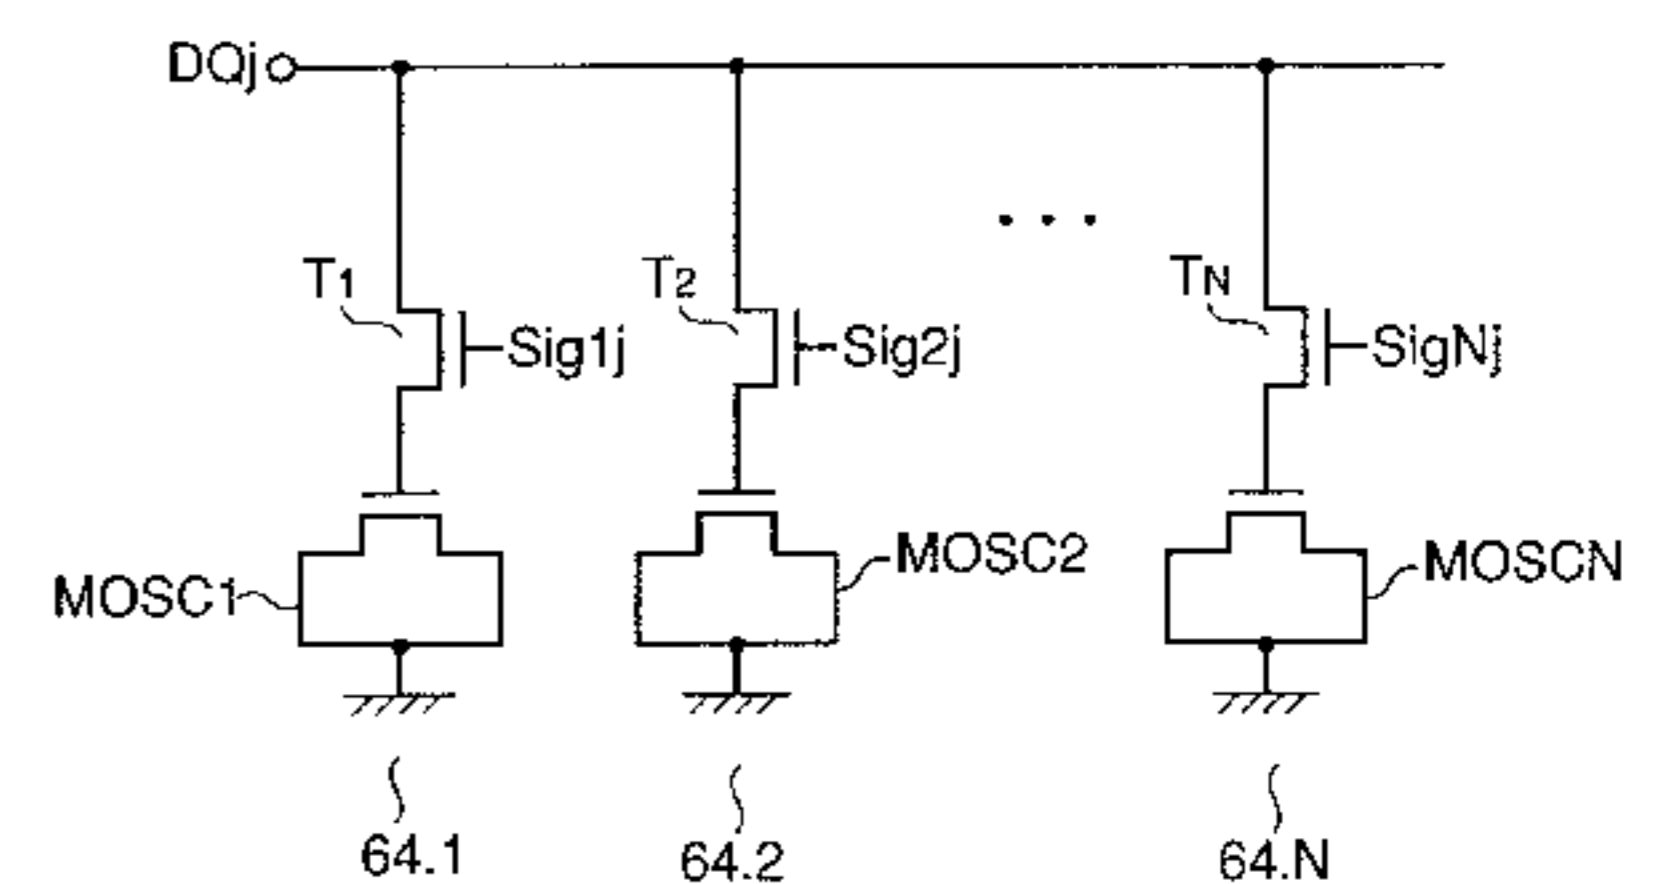 DQj
T1
Sig1j
T2
Sig2j
. . .
TN
SigNj
MOSC1
MOSC2
MOSCN
64.1
64.2
64.N